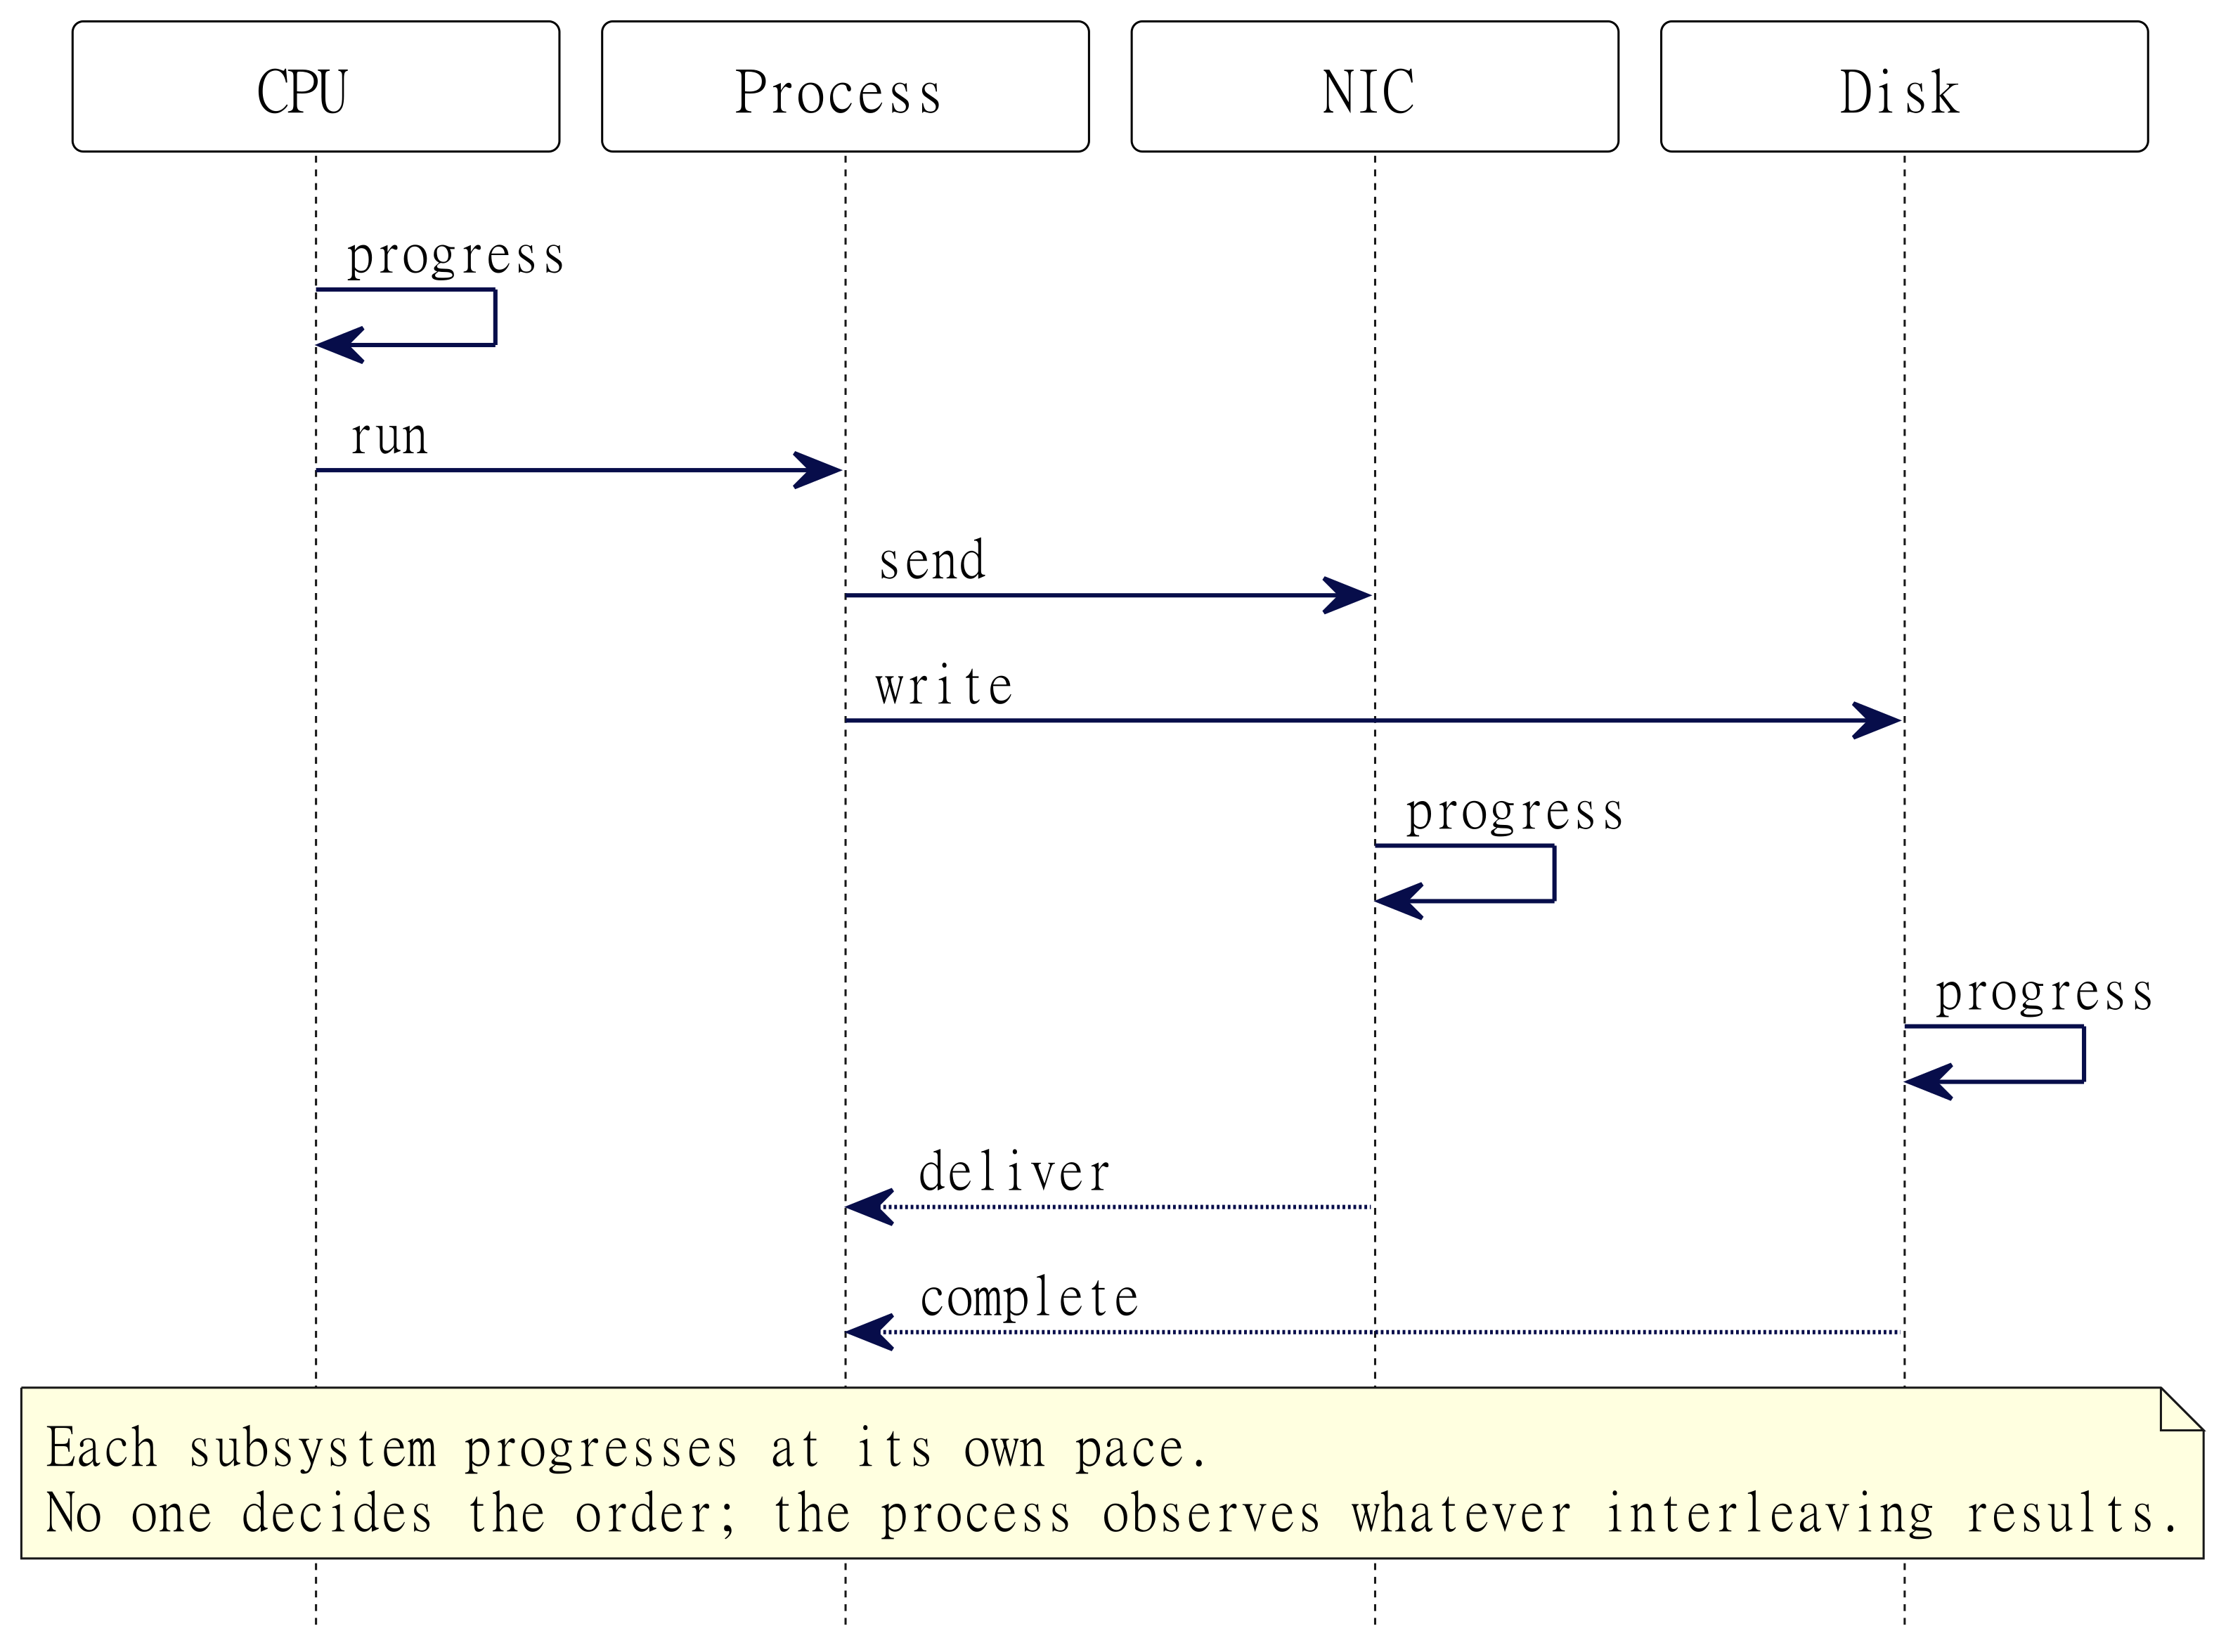 CPU
Process
NIC
Disk
progress
run
send
write
progress
progress
deliver
complete
Each subsystem progresses at its own pace.
No one decides the order; the process observes whatever interleaving results.